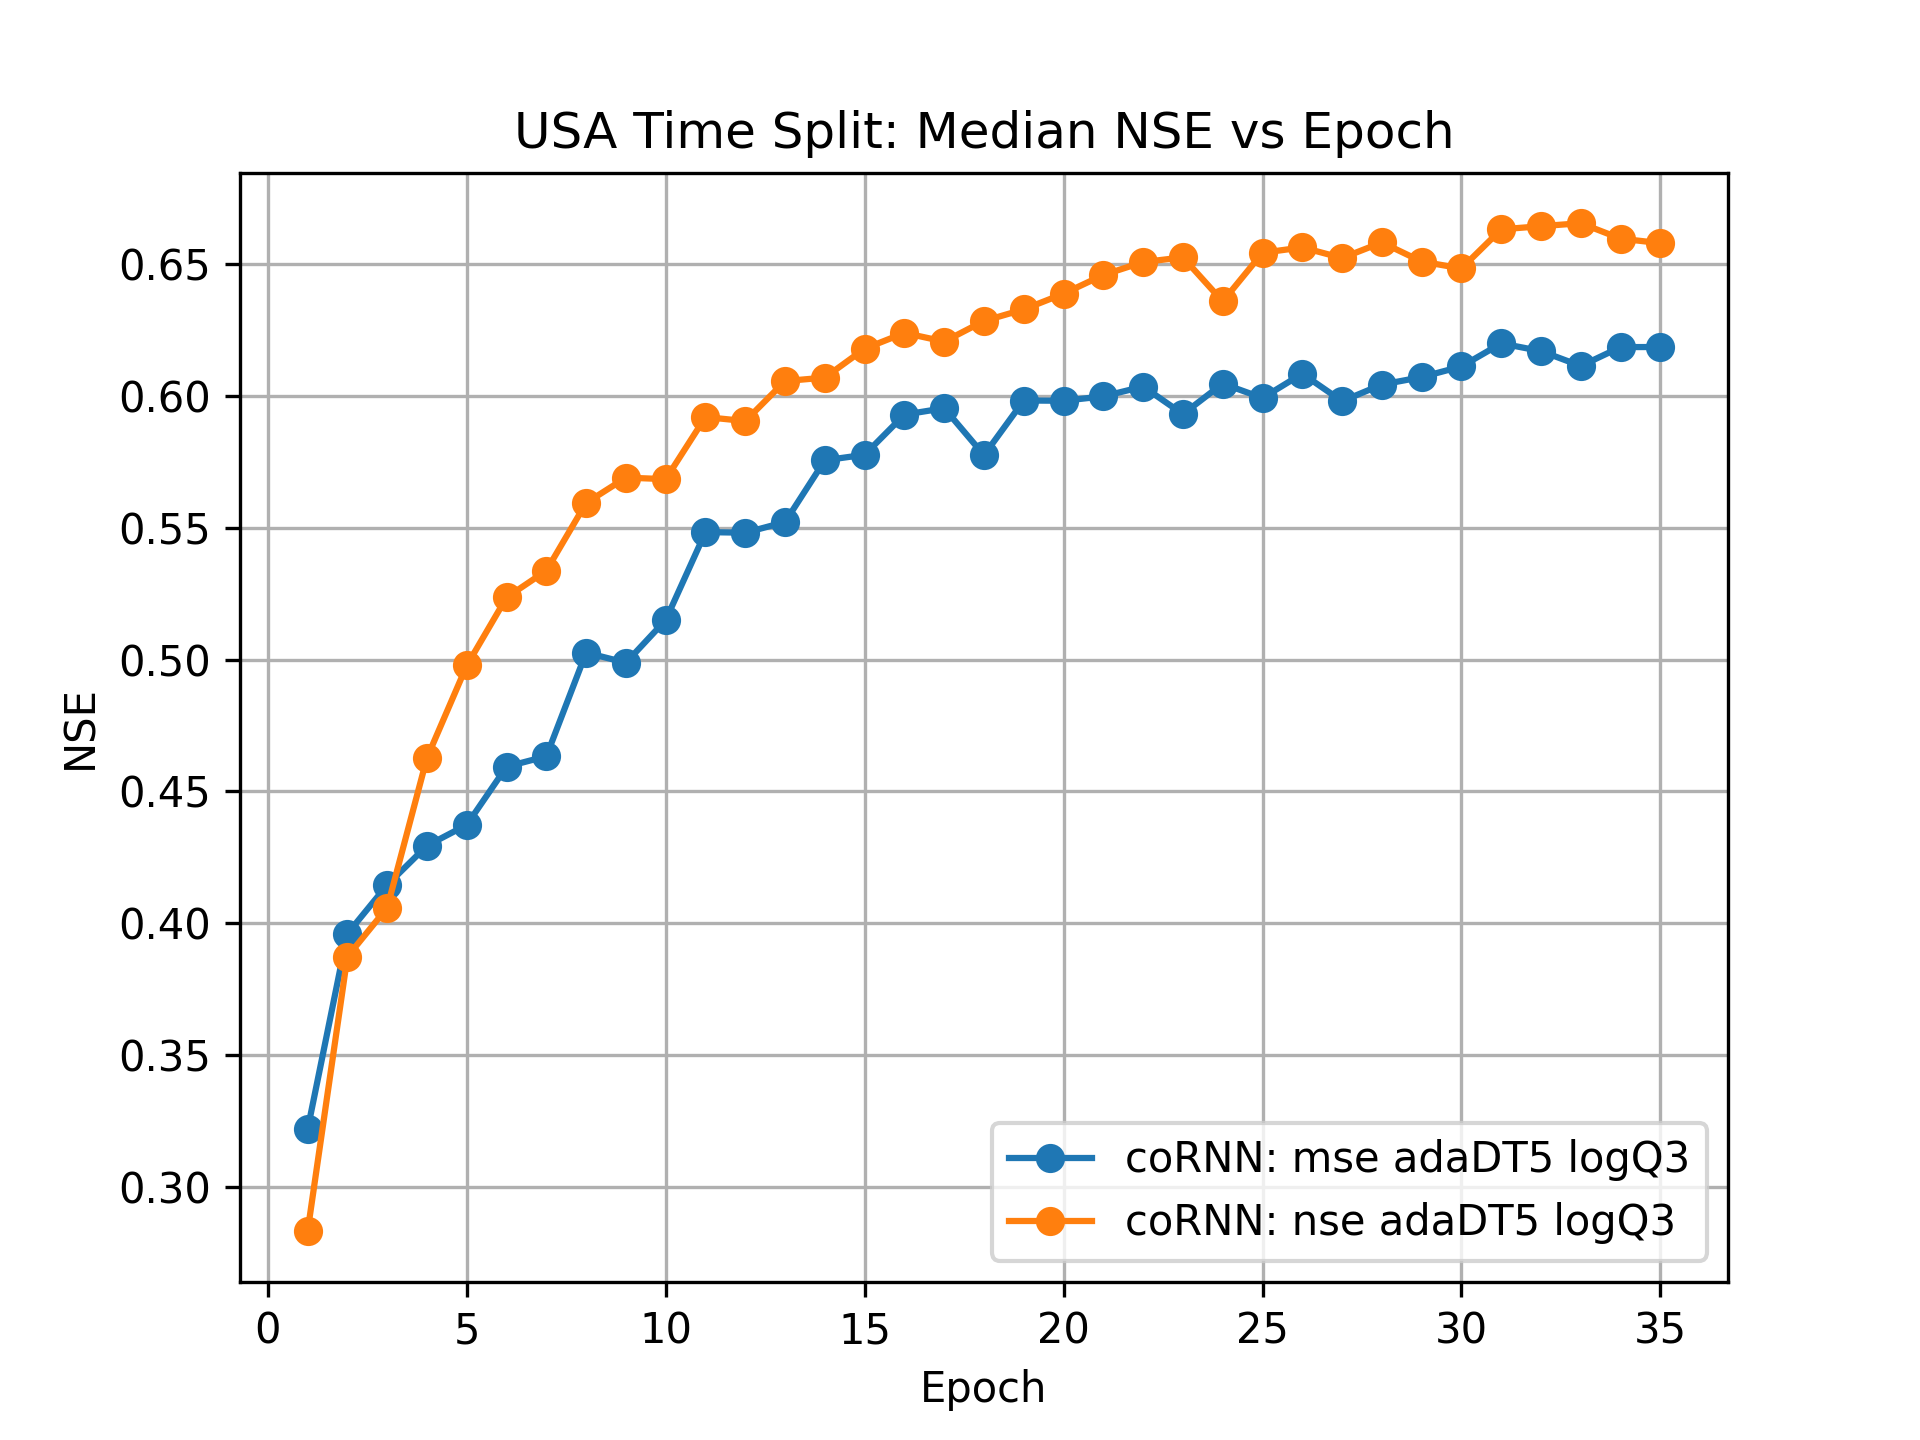 USA Time Split: Median NSE vs Epoch
NSE
0.65
0.60
0.55
0.50
0.45
0.40
0.35
0.30
coRNN: mse adaDT5 logQ3
coRNN: nse adaDT5 logQ3
0 5 10 15 20 25 30 35
Epoch